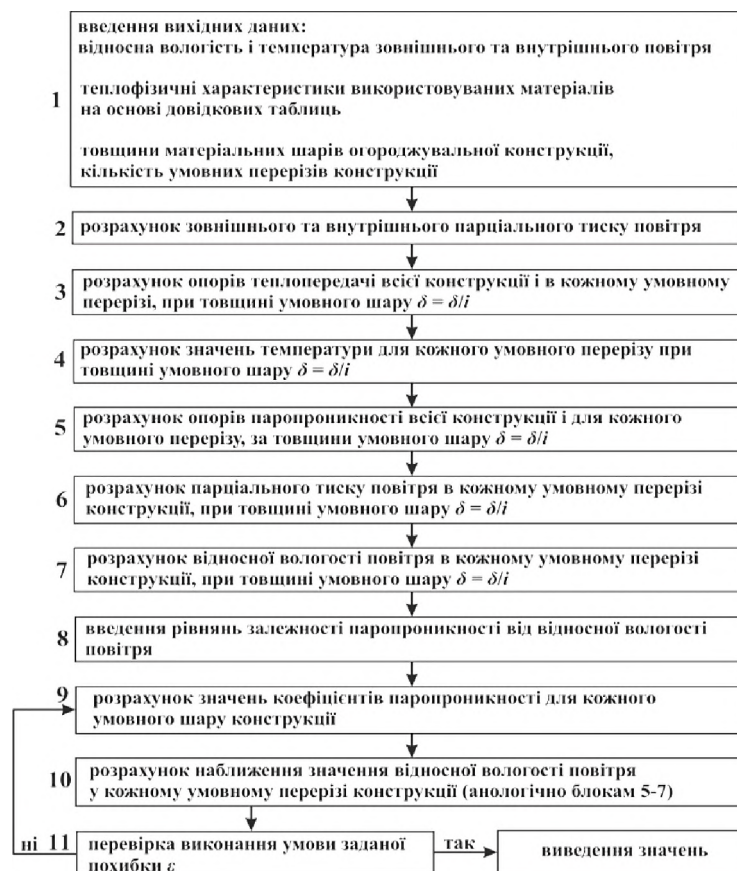 введення вихідних даних:
відносна вологість і температура зовнішнього та внутрішнього повітря
теплофізичні характеристики використовуваних матеріалів
на основі довідкових таблиць
1
товщини матеріальних шарів огороджувальної конструкції,
кількість умовних перерізів конструкції
2 розрахунок зовнішнього та внутрішнього парціального тиску повітря
3 розрахунок опорів теплопередачі всієї конструкції і в кожному умовному
перерізі, при товщині умовного шару δ = δ/i
4 розрахунок значень температури для кожного умовного перерізу при
товщині умовного шару δ = δ/i
5 розрахунок опорів паропроникності всієї конструкції і для кожного
умовного перерізу, за товщини умовного шару δ = δ/i
6 розрахунок парціального тиску повітря в кожному умовному перерізі
конструкції, при товщині умовного шару δ = δ/i
7 розрахунок відносної вологості повітря в кожному умовному перерізі
конструкції, при товщині умовного шару δ = δ/i
8 введення рівнянь залежності паропроникності від відносної вологості
повітря
9 розрахунок значень коефіцієнтів паропроникності для кожного
умовного шару конструкції
10 розрахунок наближення значення відносної вологості повітря
у кожному умовному перерізі конструкції (анологічно блокам 5-7)
ні 11 перевірка виконання умови заданої
похибки ε
так
виведення значень